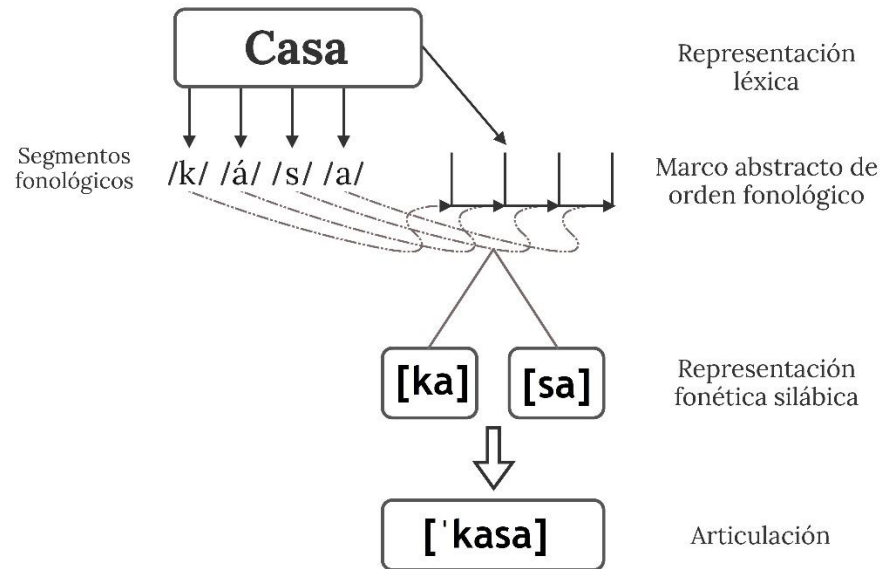 Casa
Representación
léxica
Segmentos
fonológicos
/k/ /á/ /s/ /a/
Marco abstracto de
orden fonológico
[ka] [sa]
Representación
fonética silábica
[ˈkasa]
Articulación